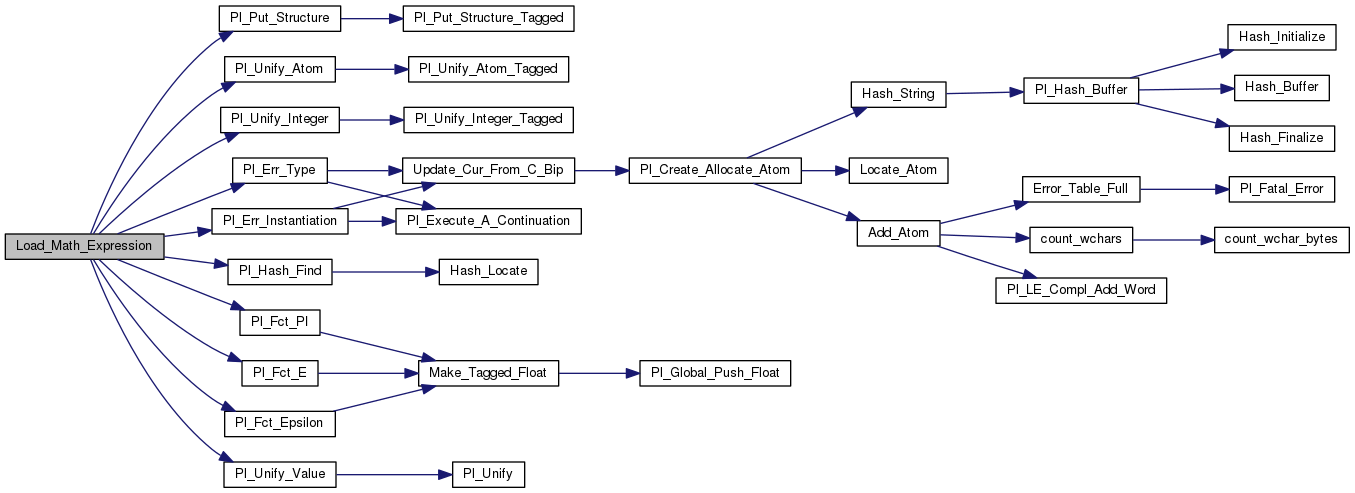 Load_Math_Expression
Pl_Put_Structure
Pl_Unify_Atom
Pl_Unify_Integer
Pl_Err_Type
Pl_Err_Instantiation
Pl_Hash_Find
Pl_Fct_PI
Pl_Fct_E
Pl_Fct_Epsilon
Pl_Unify_Value
Pl_Put_Structure_Tagged
Pl_Unify_Atom_Tagged
Pl_Unify_Integer_Tagged
Update_Cur_From_C_Bip
Pl_Execute_A_Continuation
Hash_Locate
Make_Tagged_Float
Pl_Unify
Pl_Create_Allocate_Atom
Pl_Global_Push_Float
Hash_String
Locate_Atom
Add_Atom
Pl_Hash_Buffer
Error_Table_Full
count_wchars
Pl_LE_Compl_Add_Word
Hash_Initialize
Hash_Buffer
Hash_Finalize
Pl_Fatal_Error
count_wchar_bytes